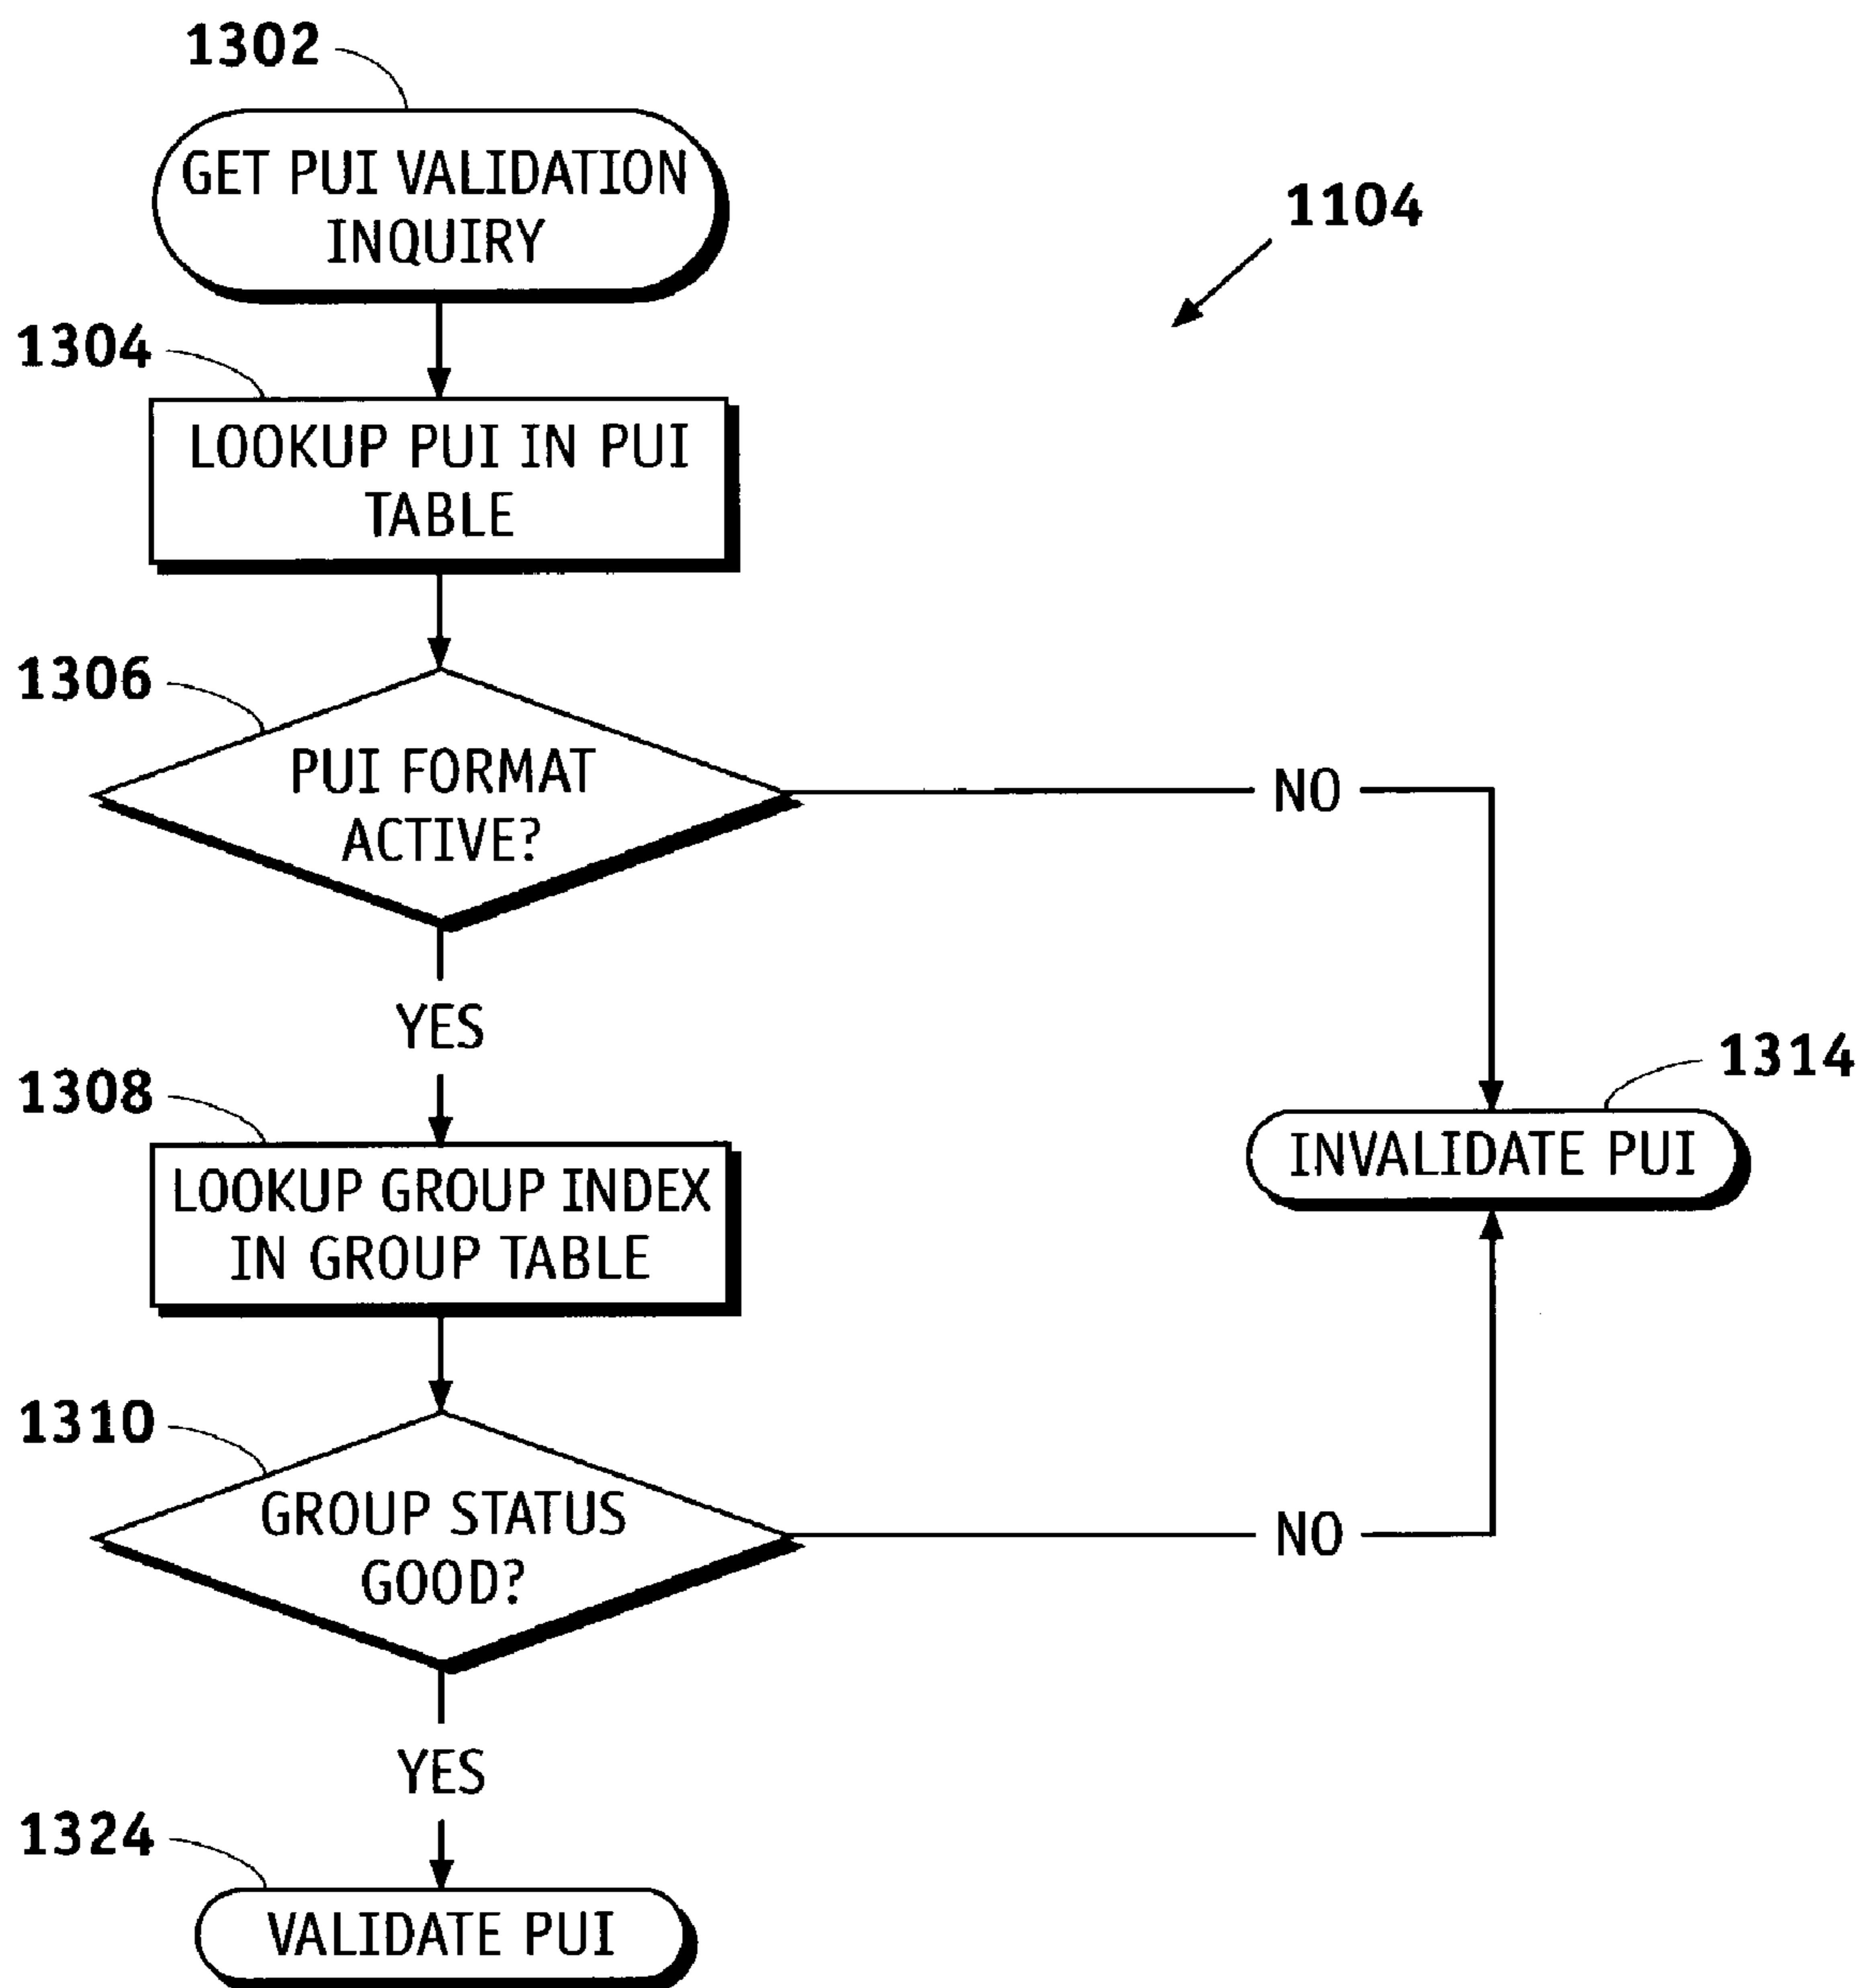 1302
GET PUI VALIDATION
INQUIRY
1104
1304
LOOKUP PUI IN PUI
TABLE
1306
PUI FORMAT
ACTIVE?
NO
YES
1308
LOOKUP GROUP INDEX
IN GROUP TABLE
1314
INVALIDATE PUI
1310
GROUP STATUS
GOOD?
NO
YES
1324
VALIDATE PUI